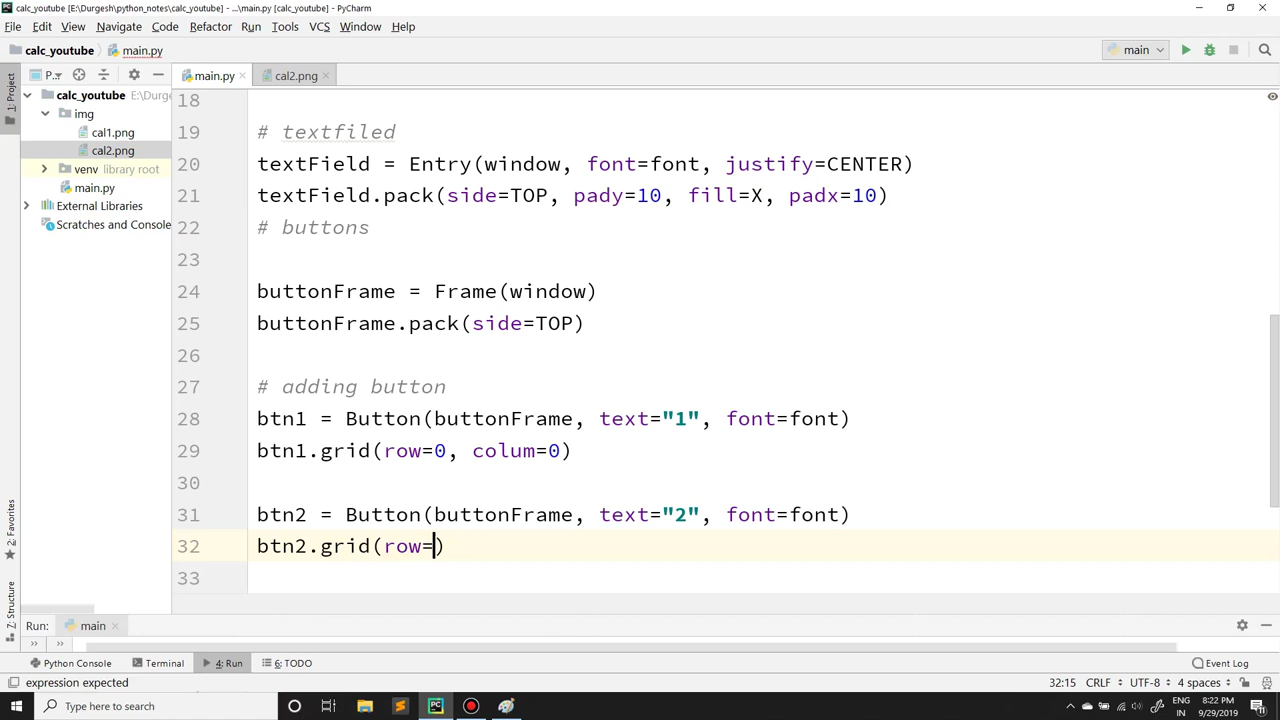 calc_youtube [E:\Durgesh\python_notes\calc_youtube] - ...\main.py [calc_youtube] - PyCharm
File Edit View Navigate Code Refactor Run Tools VCS Window Help
calc_youtube main.py main
1: Project P... main.py cal2.png
calc_youtube E:\Durge
img
cal1.png
cal2.png
venv library root
main.py
External Libraries
Scratches and Console
18
19 # textfiled
20 textField = Entry(window, font=font, justify=CENTER)
21 textField.pack(side=TOP, pady=10, fill=X, padx=10)
22 # buttons
23
24 buttonFrame = Frame(window)
25 buttonFrame.pack(side=TOP)
26
27 # adding button
28 btn1 = Button(buttonFrame, text="1", font=font)
29 btn1.grid(row=0, colum=0)
30
31 btn2 = Button(buttonFrame, text="2", font=font)
32 btn2.grid(row=)
33
2: Favorites
7: Structure
Run: main
>> >>
Python Console Terminal 4: Run 6: TODO Event Log
expression expected 32:15 CRLF UTF-8 4 spaces
Type here to search ENG 8:22 PM
IN 9/29/2019